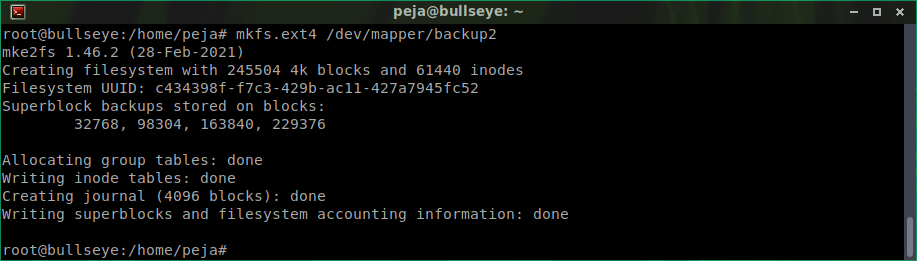 peja@bullseye: ~
root@bullseye:/home/peja# mkfs.ext4 /dev/mapper/backup2
mke2fs 1.46.2 (28-Feb-2021)
Creating filesystem with 245504 4k blocks and 61440 inodes
Filesystem UUID: c434398f-f7c3-429b-ac11-427a7945fc52
Superblock backups stored on blocks:
        32768, 98304, 163840, 229376

Allocating group tables: done
Writing inode tables: done
Creating journal (4096 blocks): done
Writing superblocks and filesystem accounting information: done

root@bullseye:/home/peja#